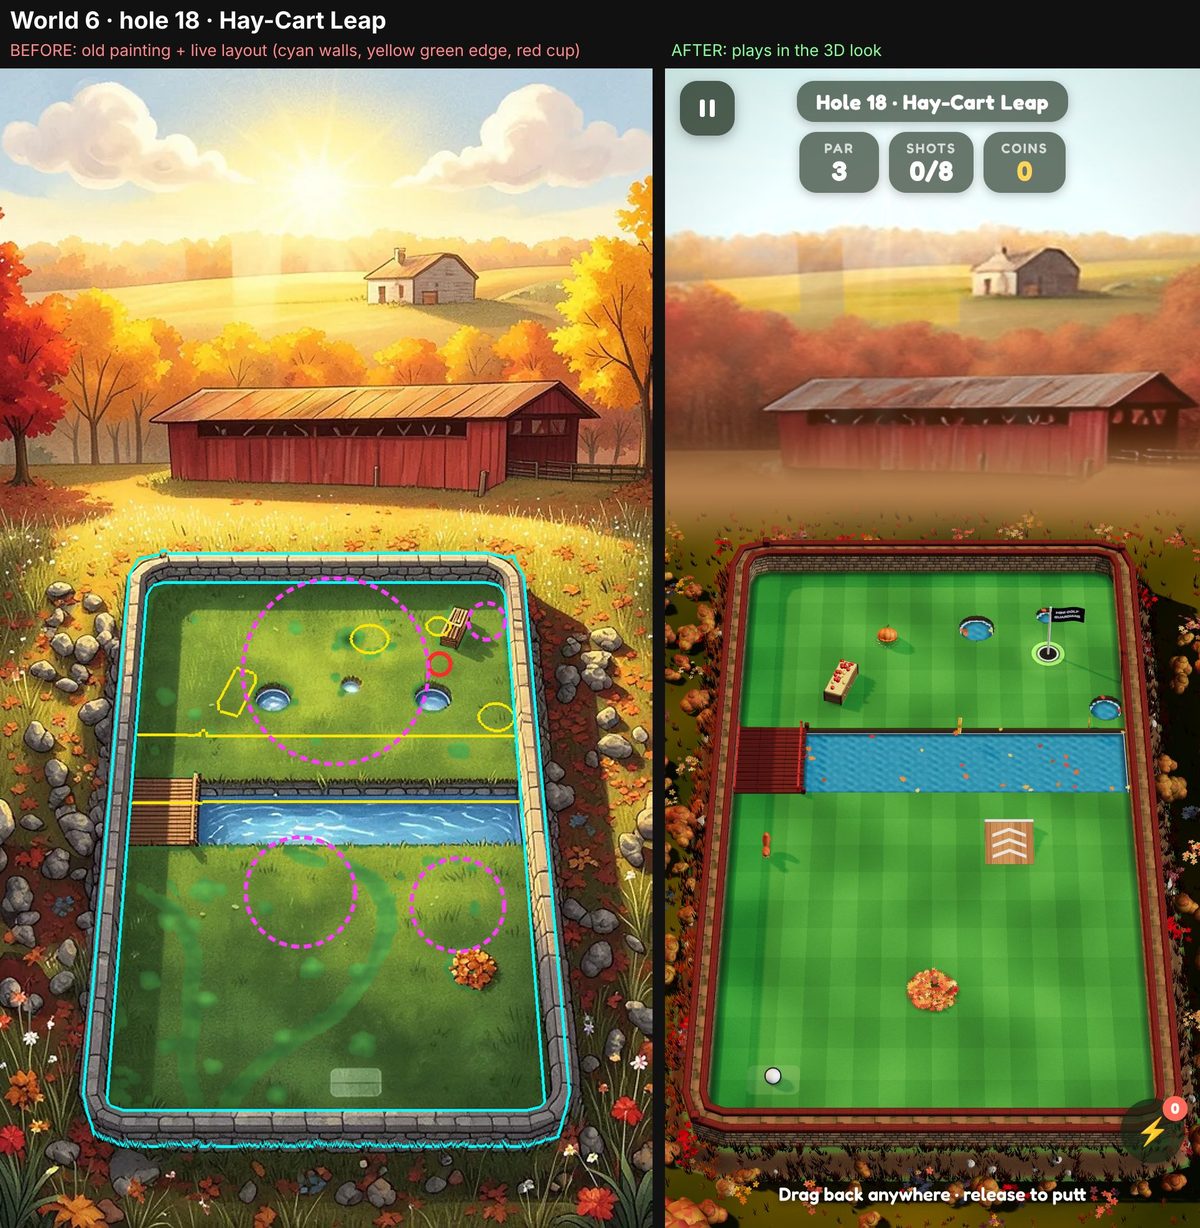 World 6 · hole 18 · Hay-Cart Leap
BEFORE: old painting + live layout (cyan walls, yellow green edge, red cup)
AFTER: plays in the 3D look
Hole 18 · Hay-Cart Leap
PAR
3
SHOTS
0/8
COINS
0
MINI GOLF
0
Drag back anywhere · release to putt